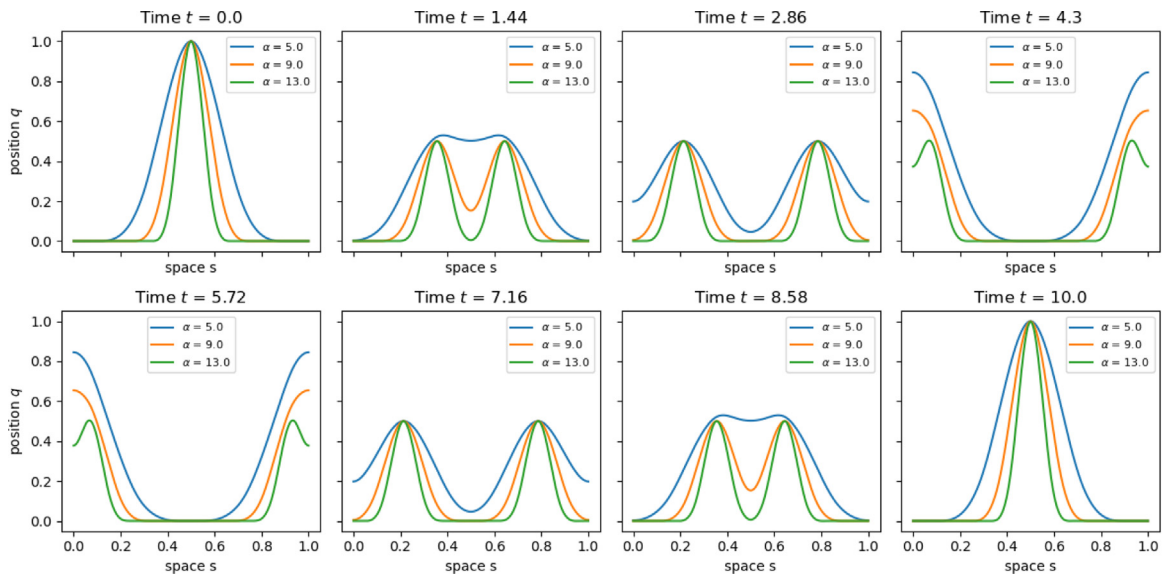 Time t = 0.0
Time t = 1.44
Time t = 2.86
Time t = 4.3
position q
1.0
0.8
0.6
0.4
0.2
0.0
α = 5.0
α = 9.0
α = 13.0
α = 5.0
α = 9.0
α = 13.0
α = 5.0
α = 9.0
α = 13.0
α = 5.0
α = 9.0
α = 13.0
space s
space s
space s
space s
Time t = 5.72
Time t = 7.16
Time t = 8.58
Time t = 10.0
position q
1.0
0.8
0.6
0.4
0.2
0.0
α = 5.0
α = 9.0
α = 13.0
α = 5.0
α = 9.0
α = 13.0
α = 5.0
α = 9.0
α = 13.0
α = 5.0
α = 9.0
α = 13.0
0.0 0.2 0.4 0.6 0.8 1.0
0.0 0.2 0.4 0.6 0.8 1.0
0.0 0.2 0.4 0.6 0.8 1.0
0.0 0.2 0.4 0.6 0.8 1.0
space s
space s
space s
space s